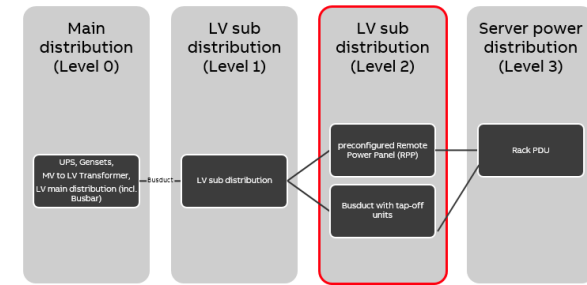 Main
distribution
(Level 0)
LV sub
distribution
(Level 1)
LV sub
distribution
(Level 2)
Server power
distribution
(Level 3)
UPS, Gensets,
MV to LV Transformer,
LV main distribution (incl.
Busbar)
Busduct
LV sub distribution
preconfigured Remote
Power Panel (RPP)
Busduct with tap-off
units
Rack PDU